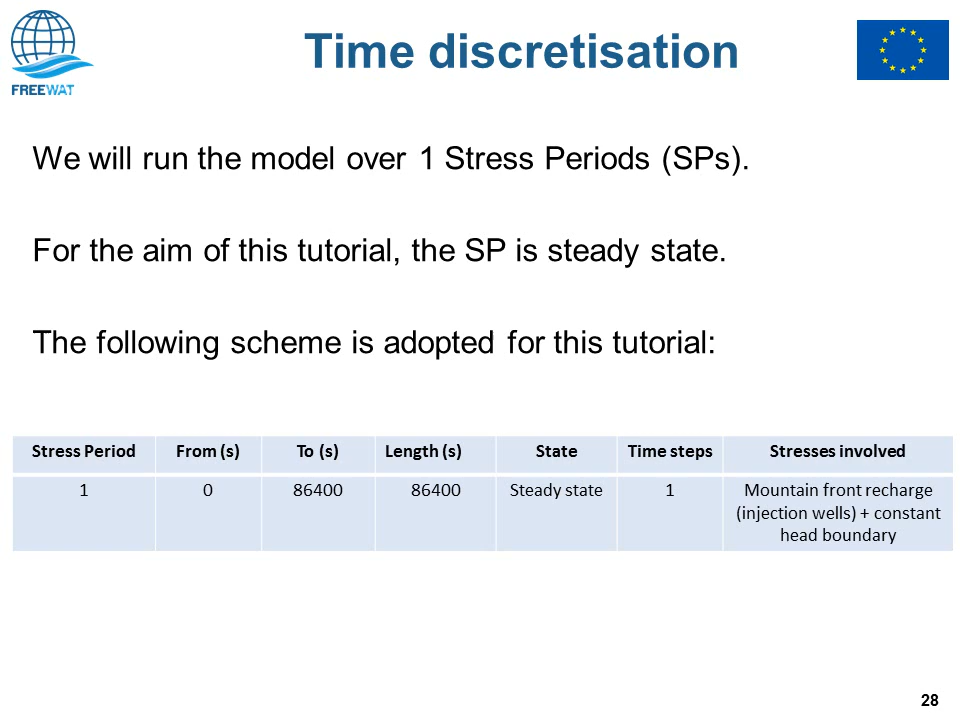 FREEWAT
Time discretisation
We will run the model over 1 Stress Periods (SPs).
For the aim of this tutorial, the SP is steady state.
The following scheme is adopted for this tutorial:
Stress Period From (s) To (s) Length (s) State Time steps Stresses involved
1 0 86400 86400 Steady state 1 Mountain front recharge
(injection wells) + constant
head boundary
28